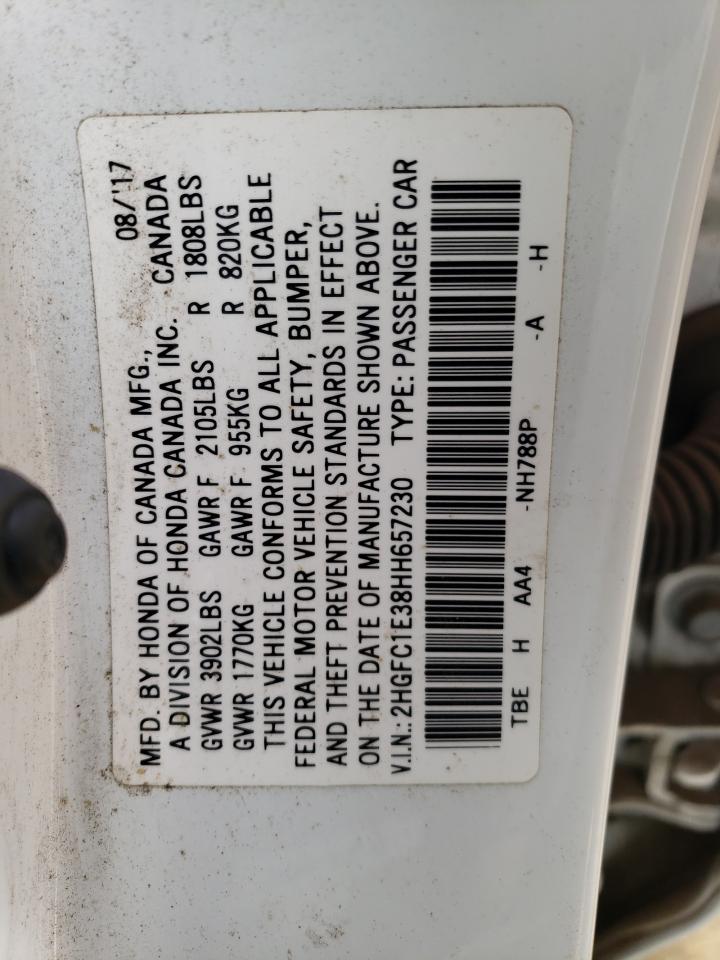 08/'17
MFD. BY HONDA OF CANADA MFG.,
A DIVISION OF HONDA CANADA INC. CANADA
GVWR 3902LBS GAWR F 2105LBS R 1808LBS
GVWR 1770KG GAWR F 955KG R 820KG
THIS VEHICLE CONFORMS TO ALL APPLICABLE
FEDERAL MOTOR VEHICLE SAFETY, BUMPER,
AND THEFT PREVENTION STANDARDS IN EFFECT
ON THE DATE OF MANUFACTURE SHOWN ABOVE.
V.I.N.: 2HGFC1E38HH657230 TYPE: PASSENGER CAR
TBE H AA4 -NH788P -A -H